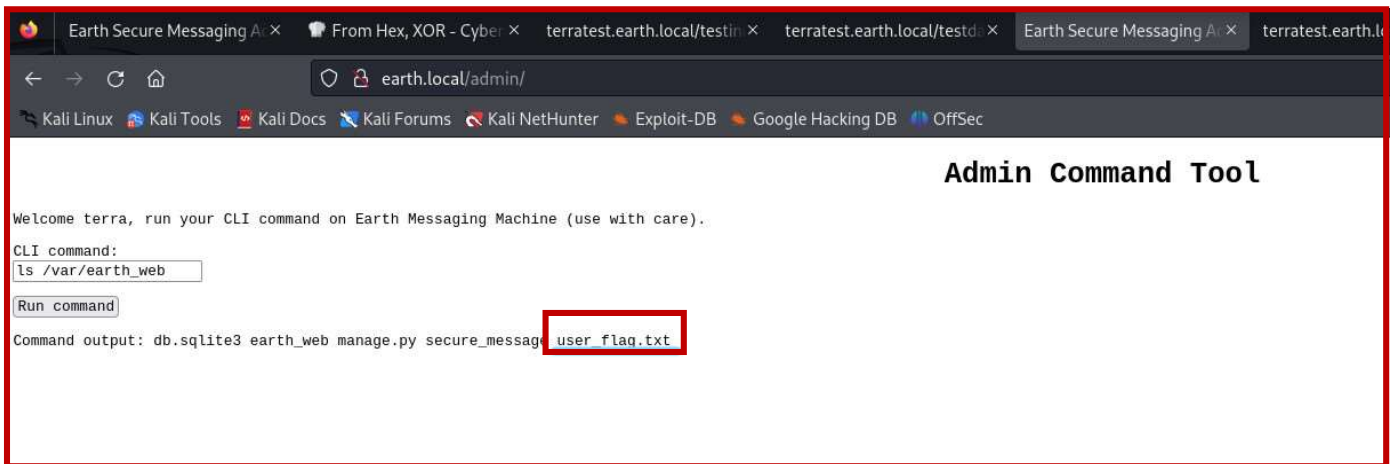 Earth Secure Messaging A
From Hex, XOR - Cyber
terratest.earth.local/testin
terratest.earth.local/testda
Earth Secure Messaging A
terratest.earth.lo
earth.local/admin/
Kali Linux Kali Tools Kali Docs Kali Forums Kali NetHunter Exploit-DB Google Hacking DB OffSec
Admin Command Tool
Welcome terra, run your CLI command on Earth Messaging Machine (use with care).
CLI command:
ls /var/earth_web
Run command
Command output: db.sqlite3 earth_web manage.py secure_message user_flag.txt